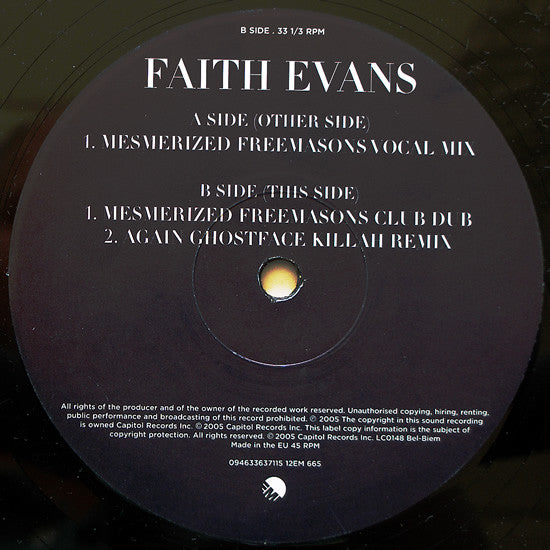 B SIDE . 33 1/3 RPM
FAITH EVANS
A SIDE (OTHER SIDE)
1. MESMERIZED FREEMASONS VOCAL MIX
B SIDE (THIS SIDE)
1. MESMERIZED FREEMASONS CLUB DUB
2. AGAIN GHOSTFACE KILLAH REMIX
All rights of the producer and of the owner of the recorded work reserved. Unauthorised copying, hiring, renting,
public performance and broadcasting of this record prohibited. ℗ 2005 The copyright in this sound recording
is owned Capitol Records Inc. © 2005 Capitol Records Inc. This label copy information is the subject of
copyright protection. All rights reserved. © 2005 Capitol Records Inc. LC0148 Bel-Biem
Made in the EU 45 RPM
094633637115 12EM 665
EMI